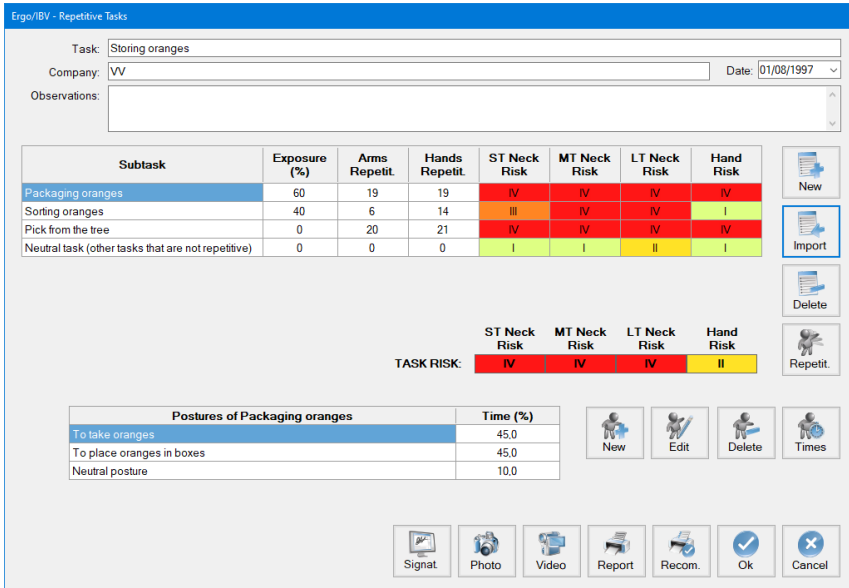 Ergo/IBV - Repetitive Tasks
Task: Storing oranges
Company: VV Date: 01/08/1997
Observations:
Subtask Exposure (%) Arms Repetit. Hands Repetit. ST Neck Risk MT Neck Risk LT Neck Risk Hand Risk
Packaging oranges 60 19 19 IV IV IV IV
Sorting oranges 40 6 14 III IV IV I
Pick from the tree 0 20 21 IV IV IV IV
Neutral task (other tasks that are not repetitive) 0 0 0 I I II I
New
Import
Delete
Repetit.
ST Neck Risk MT Neck Risk LT Neck Risk Hand Risk
TASK RISK: IV IV IV II
Postures of Packaging oranges Time (%)
To take oranges 45,0
To place oranges in boxes 45,0
Neutral posture 10,0
New Edit Delete Times
Signat. Photo Video Report Recom. Ok Cancel